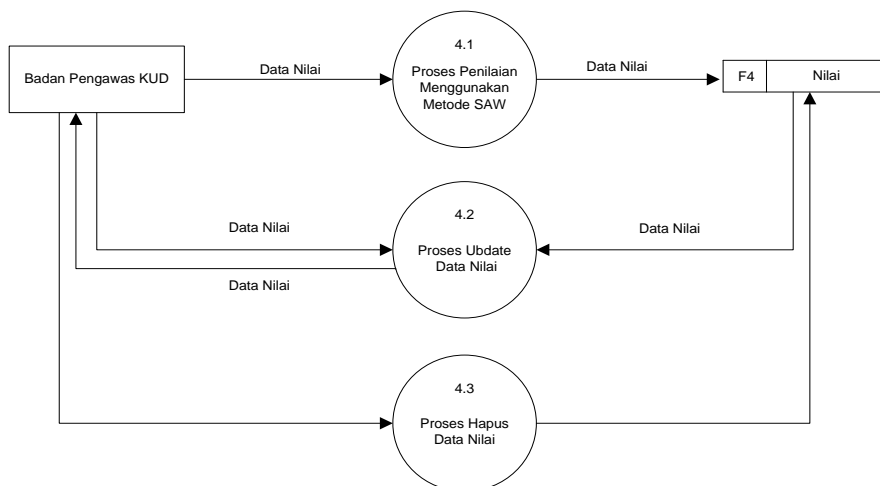 4.1
Badan Pengawas KUD
Data Nilai
Proses Penilaian
Menggunakan
Metode SAW
Data Nilai
F4
Nilai
4.2
Data Nilai
Proses Ubdate
Data Nilai
Data Nilai
Data Nilai
4.3
Proses Hapus
Data Nilai